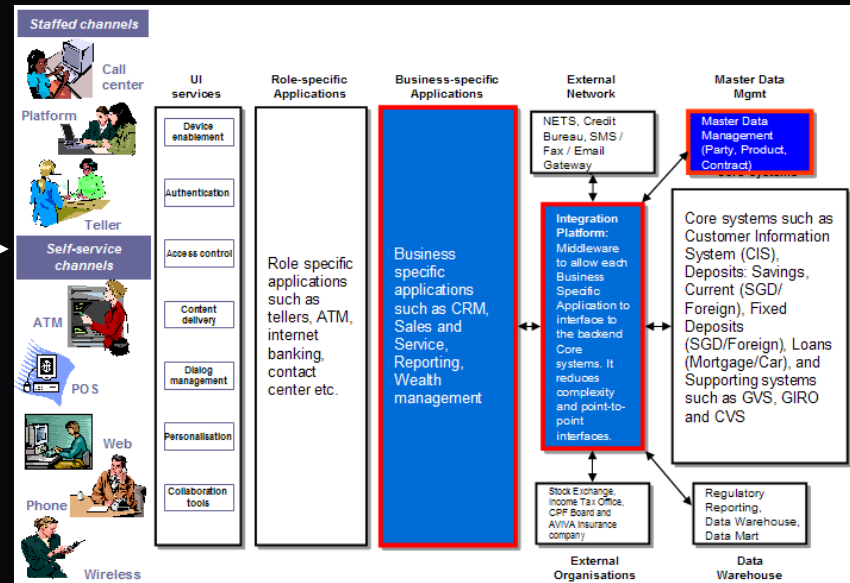 Staffed channels
Call
center
Platform
Teller
Self-service
channels
ATM
POS
Web
Phone
Wireless
UI
services
Device
enablement
Authentication
Access control
Content
delivery
Dialog
management
Personalisation
Collaboration
tools
Role-specific
Applications
Role specific
applications
such as
tellers, ATM,
internet
banking,
contact
center etc.
Business-specific
Applications
Business
specific
applications
such as CRM,
Sales and
Service,
Reporting,
Wealth
management
External
Network
NETS, Credit
Bureau, SMS /
Fax / Email
Gateway
Integration
Platform:
Middleware
to allow each
Business
Specific
Application to
interface to
the backend
Core
systems. It
reduces
complexity
and point-to-
point
interfaces.
Stock Exchange,
Income Tax Office,
CPF Board and
AVIVA Insurance
company
External
Organisations
Master Data
Mgmt
Master Data
Management
(Party, Product,
Contract)
Core Systems
Core systems such as
Customer Information
System (CIS),
Deposits: Savings,
Current (SGD/
Foreign), Fixed
Deposits
(SGD/Foreign), Loans
(Mortgage/Car), and
Supporting systems
such as GVS, GIRO
and CVS
Regulatory
Reporting,
Data Warehouse,
Data Mart
Data
Warehouse